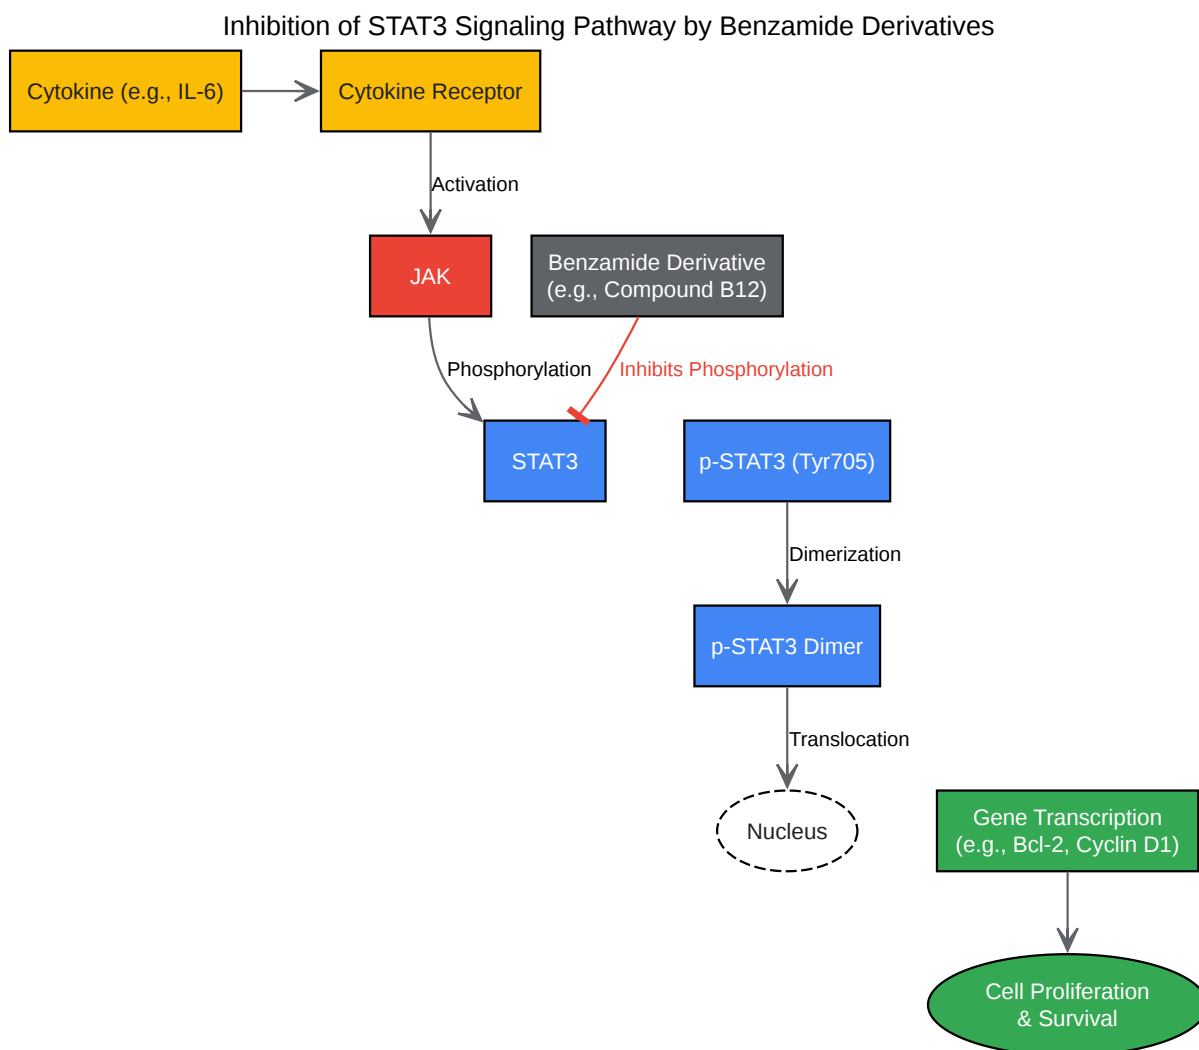 Inhibition of STAT3 Signaling Pathway by Benzamide Derivatives
Cytokine (e.g., IL-6)
Cytokine Receptor
Activation
JAK
Benzamide Derivative
(e.g., Compound B12)
Phosphorylation
Inhibits Phosphorylation
STAT3
p-STAT3 (Tyr705)
Dimerization
p-STAT3 Dimer
Translocation
Nucleus
Gene Transcription
(e.g., Bcl-2, Cyclin D1)
Cell Proliferation
& Survival